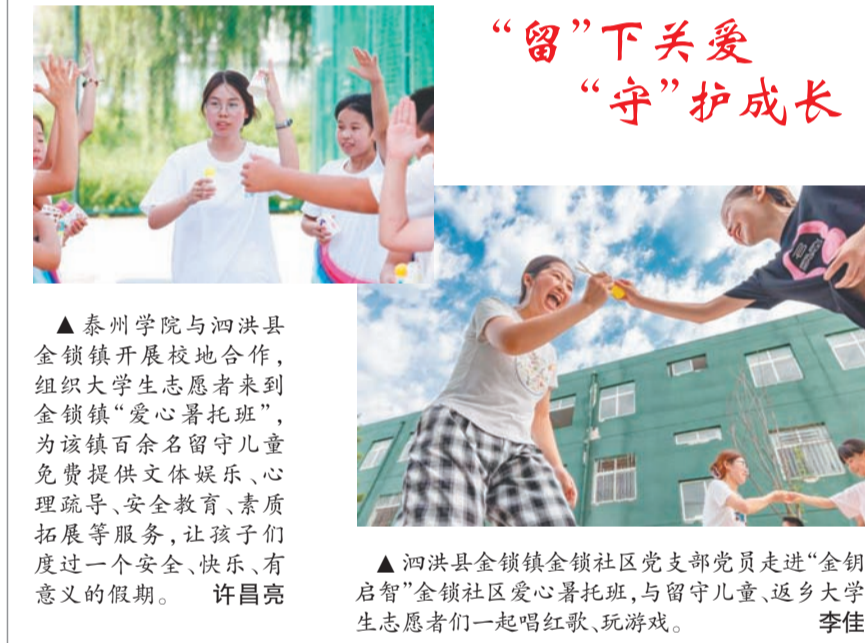 “留”下关爱
“守”护成长
▲泰州学院与泗洪县
金锁镇开展校地合作，
组织大学生志愿者来到
金锁镇“爱心暑托班”，
为该镇百余名留守儿童
免费提供文体娱乐、心
理疏导、安全教育、素质
拓展等服务，让孩子们
度过一个安全、快乐、有
意义的假期。 许昌亮
▲泗洪县金锁镇金锁社区党支部党员走进“金钥
启智”金锁社区爱心暑托班，与留守儿童、返乡大学
生志愿者们一起唱红歌、玩游戏。 李佳